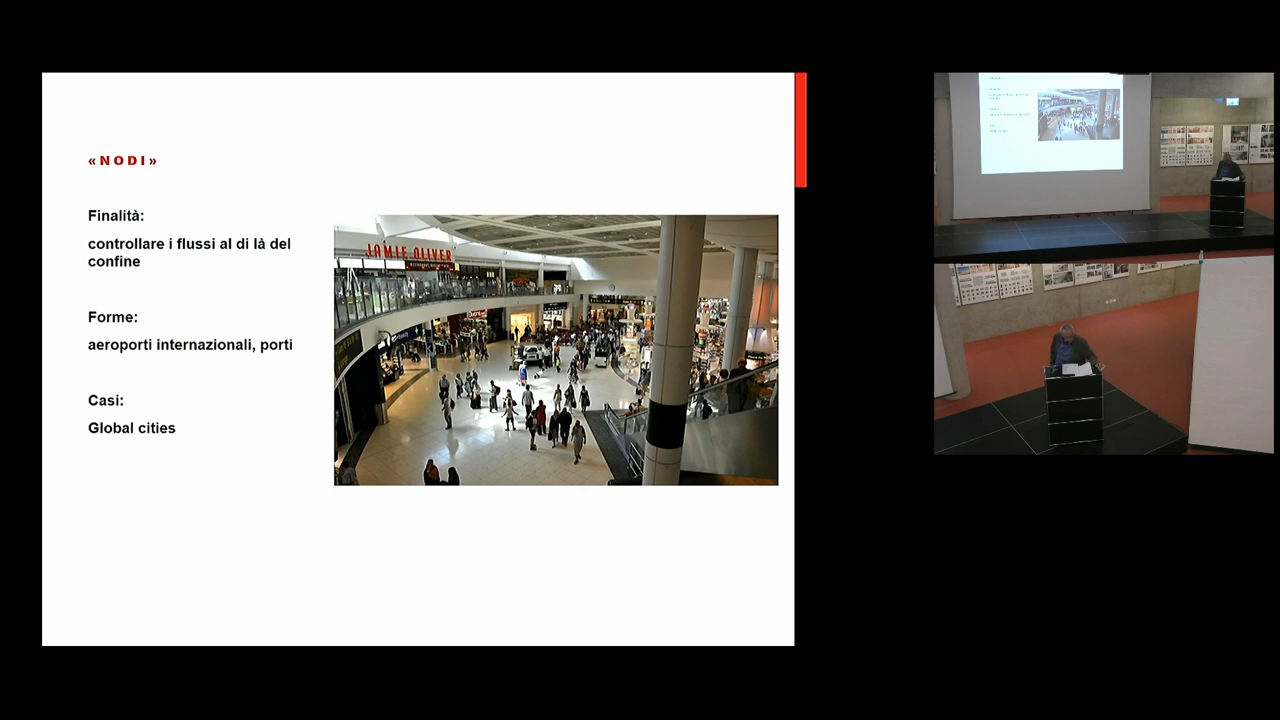 «NODI»
Finalità:
controllare i flussi al di là del
confine
Forme:
aeroporti internazionali, porti
Casi:
Global cities
JAMIE OLIVER